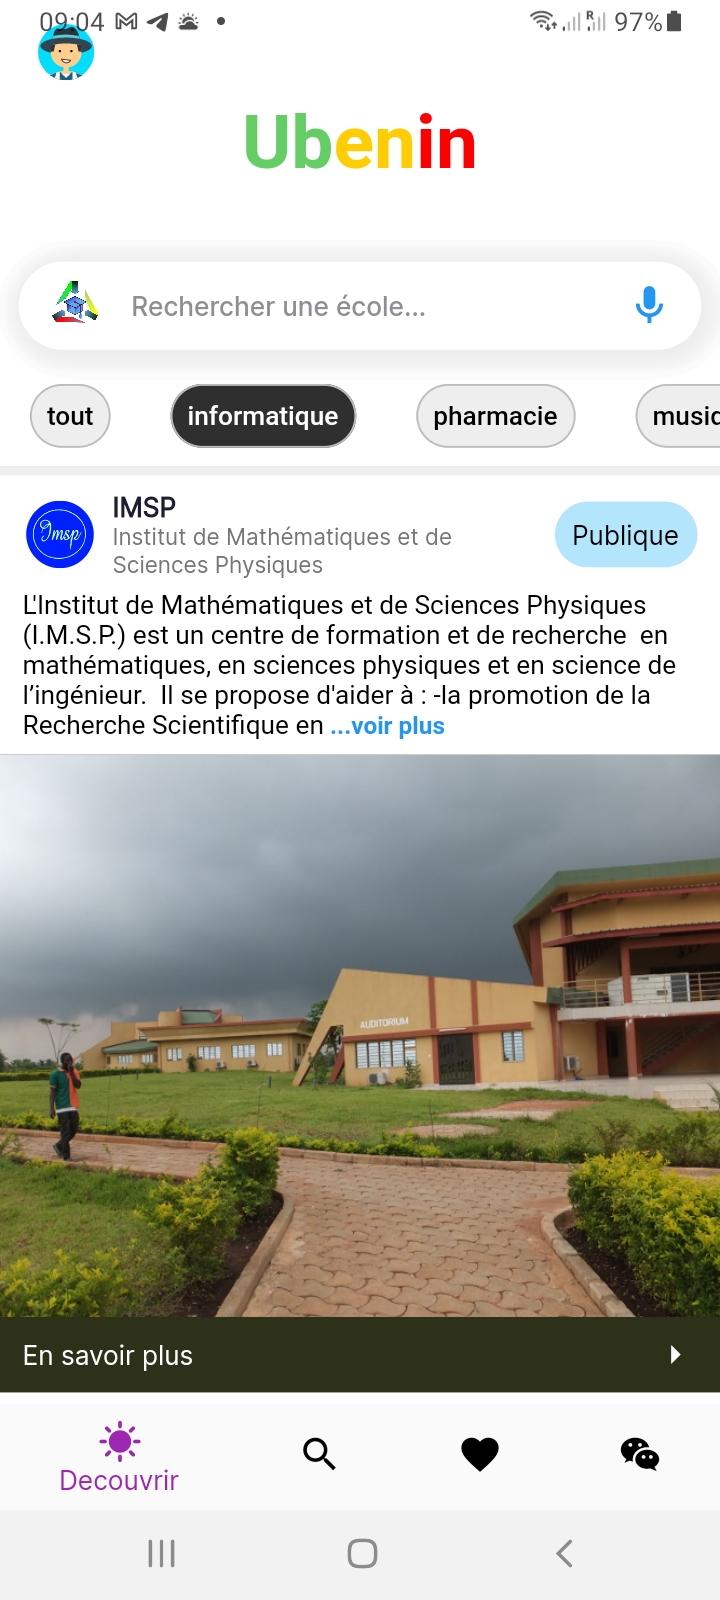 09:04
R
97%
Ubenin
Rechercher une école...
tout
informatique
pharmacie
musiq
Imsp
IMSP
Institut de Mathématiques et de
Sciences Physiques
Publique
L'Institut de Mathématiques et de Sciences Physiques
(I.M.S.P.) est un centre de formation et de recherche  en
mathématiques, en sciences physiques et en science de
l’ingénieur.  Il se propose d'aider à : -la promotion de la
Recherche Scientifique en ...voir plus
AUDITORIUM
En savoir plus
Decouvrir